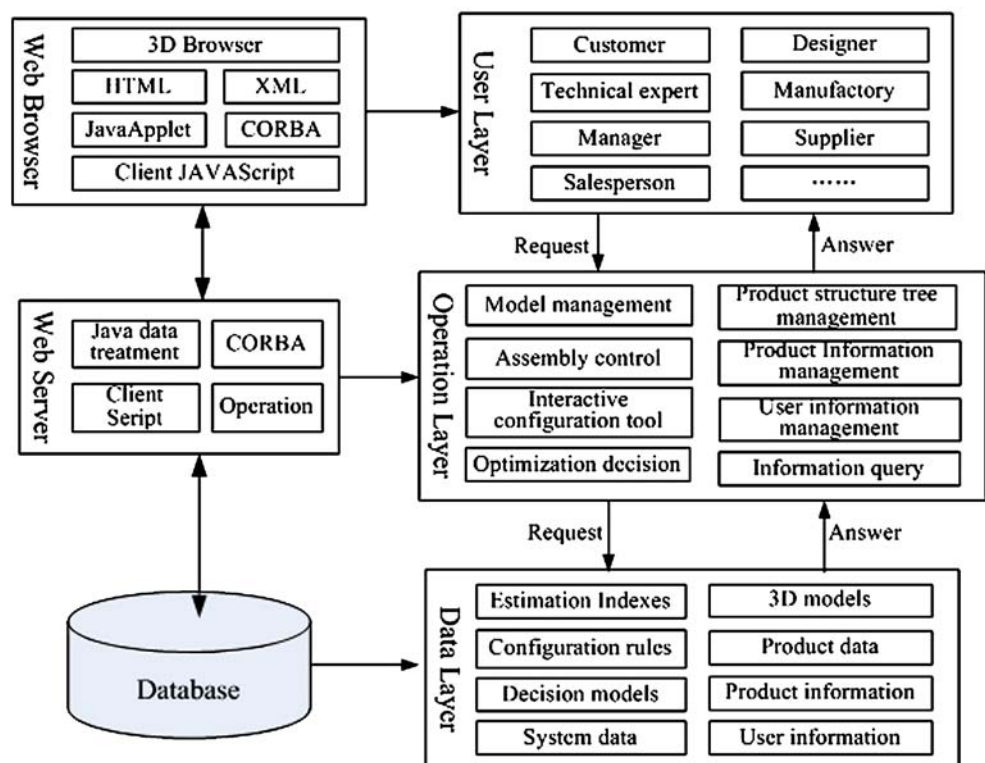 Web Browser
3D Browser
HTML
XML
JavaApplet
CORBA
Client JAVAScript
User Layer
Customer
Designer
Technical expert
Manufactory
Manager
Supplier
Salesperson
......
Request
Answer
Web Server
Java data
treatment
CORBA
Client
Seript
Operation
Operation Layer
Model management
Product structure tree
management
Assembly control
Product Information
management
Interactive
configuration tool
User information
management
Optimization decision
Information query
Request
Answer
Database
Data Layer
Estimation Indexes
3D models
Configuration rules
Product data
Decision models
Product information
System data
User information